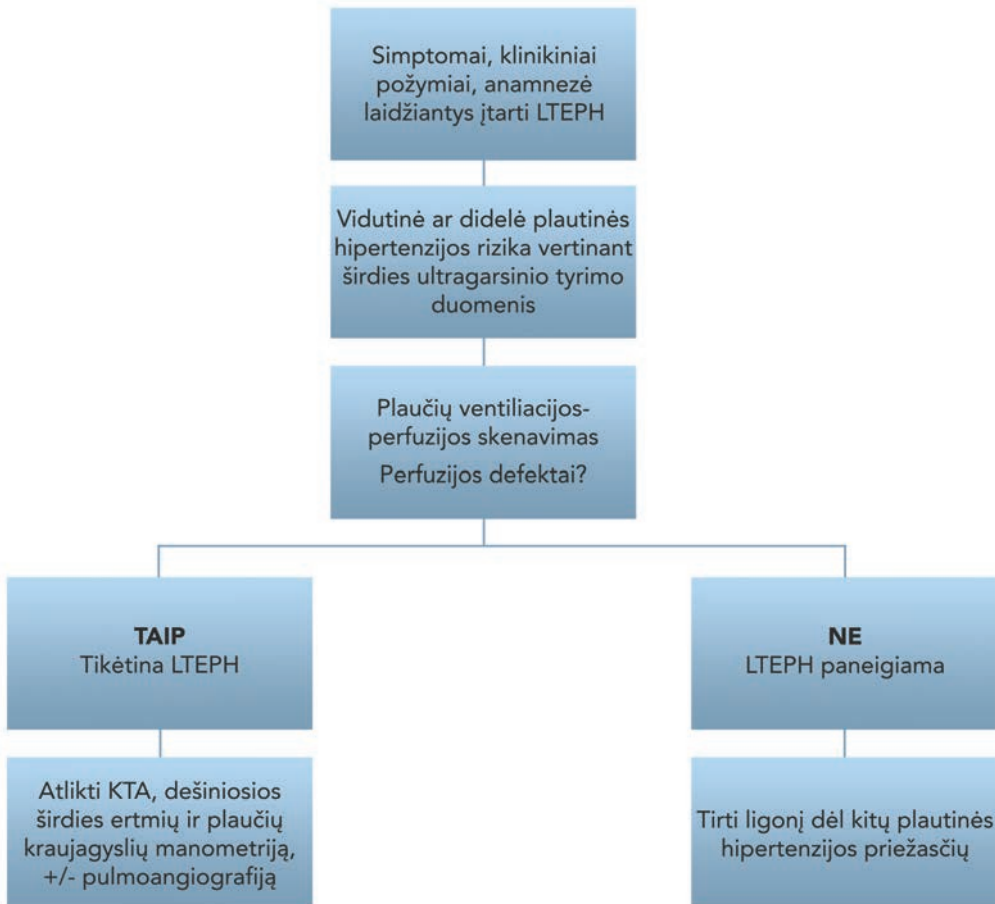 Simptomai, klinikiniai
požymiai, anamnezė
laidžiantys įtarti LTEPH
Vidutinė ar didelė plautinės
hipertenzijos rizika vertinant
širdies ultragarsinio tyrimo
duomenis
Plaučių ventiliacijos-
perfuzijos skenavimas
Perfuzijos defektai?
TAIP
Tikėtina LTEPH
NE
LTEPH paneigiama
Atlikti KTA, dešiniosios
širdies ertmių ir plaučių
kraujagyslių manometriją,
+/- pulmoangiografiją
Tirti ligonį dėl kitų plautinės
hipertenzijos priežasčių